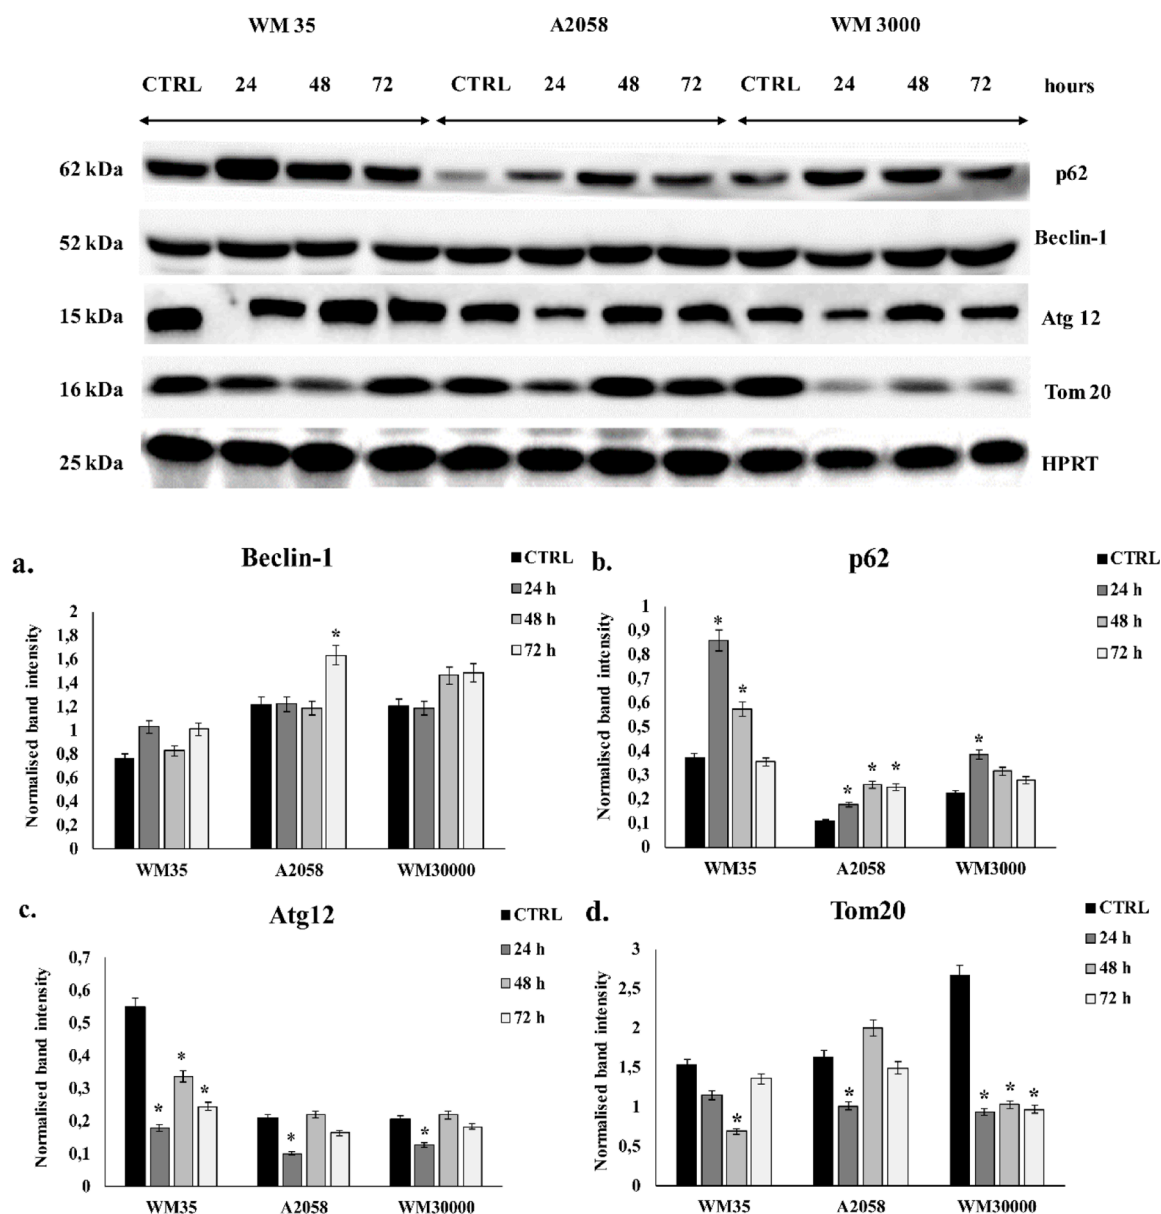 WM 35 A2058 WM 3000
CTRL 24 48 72 CTRL 24 48 72 CTRL 24 48 72 hours
62 kDa p62
52 kDa Beclin-1
15 kDa Atg 12
16 kDa Tom 20
25 kDa HPRT
a. Beclin-1
CTRL
24 h
48 h
72 h
Normalised band intensity
2
1,8
1,6
1,4
1,2
1
0,8
0,6
0,4
0,2
0
*
WM35 A2058 WM30000
b. p62
CTRL
24 h
48 h
72 h
Normalised band intensity
1
0,9
0,8
0,7
0,6
0,5
0,4
0,3
0,2
0,1
0
* * * * * *
WM35 A2058 WM3000
c. Atg12
CTRL
24 h
48 h
72 h
Normalised band intensity
0,7
0,6
0,5
0,4
0,3
0,2
0,1
0
* * * * *
WM35 A2058 WM30000
d. Tom20
CTRL
24 h
48 h
72 h
Normalised band intensity
3
2,5
2
1,5
1
0,5
0
* * * * *
WM35 A2058 WM30000